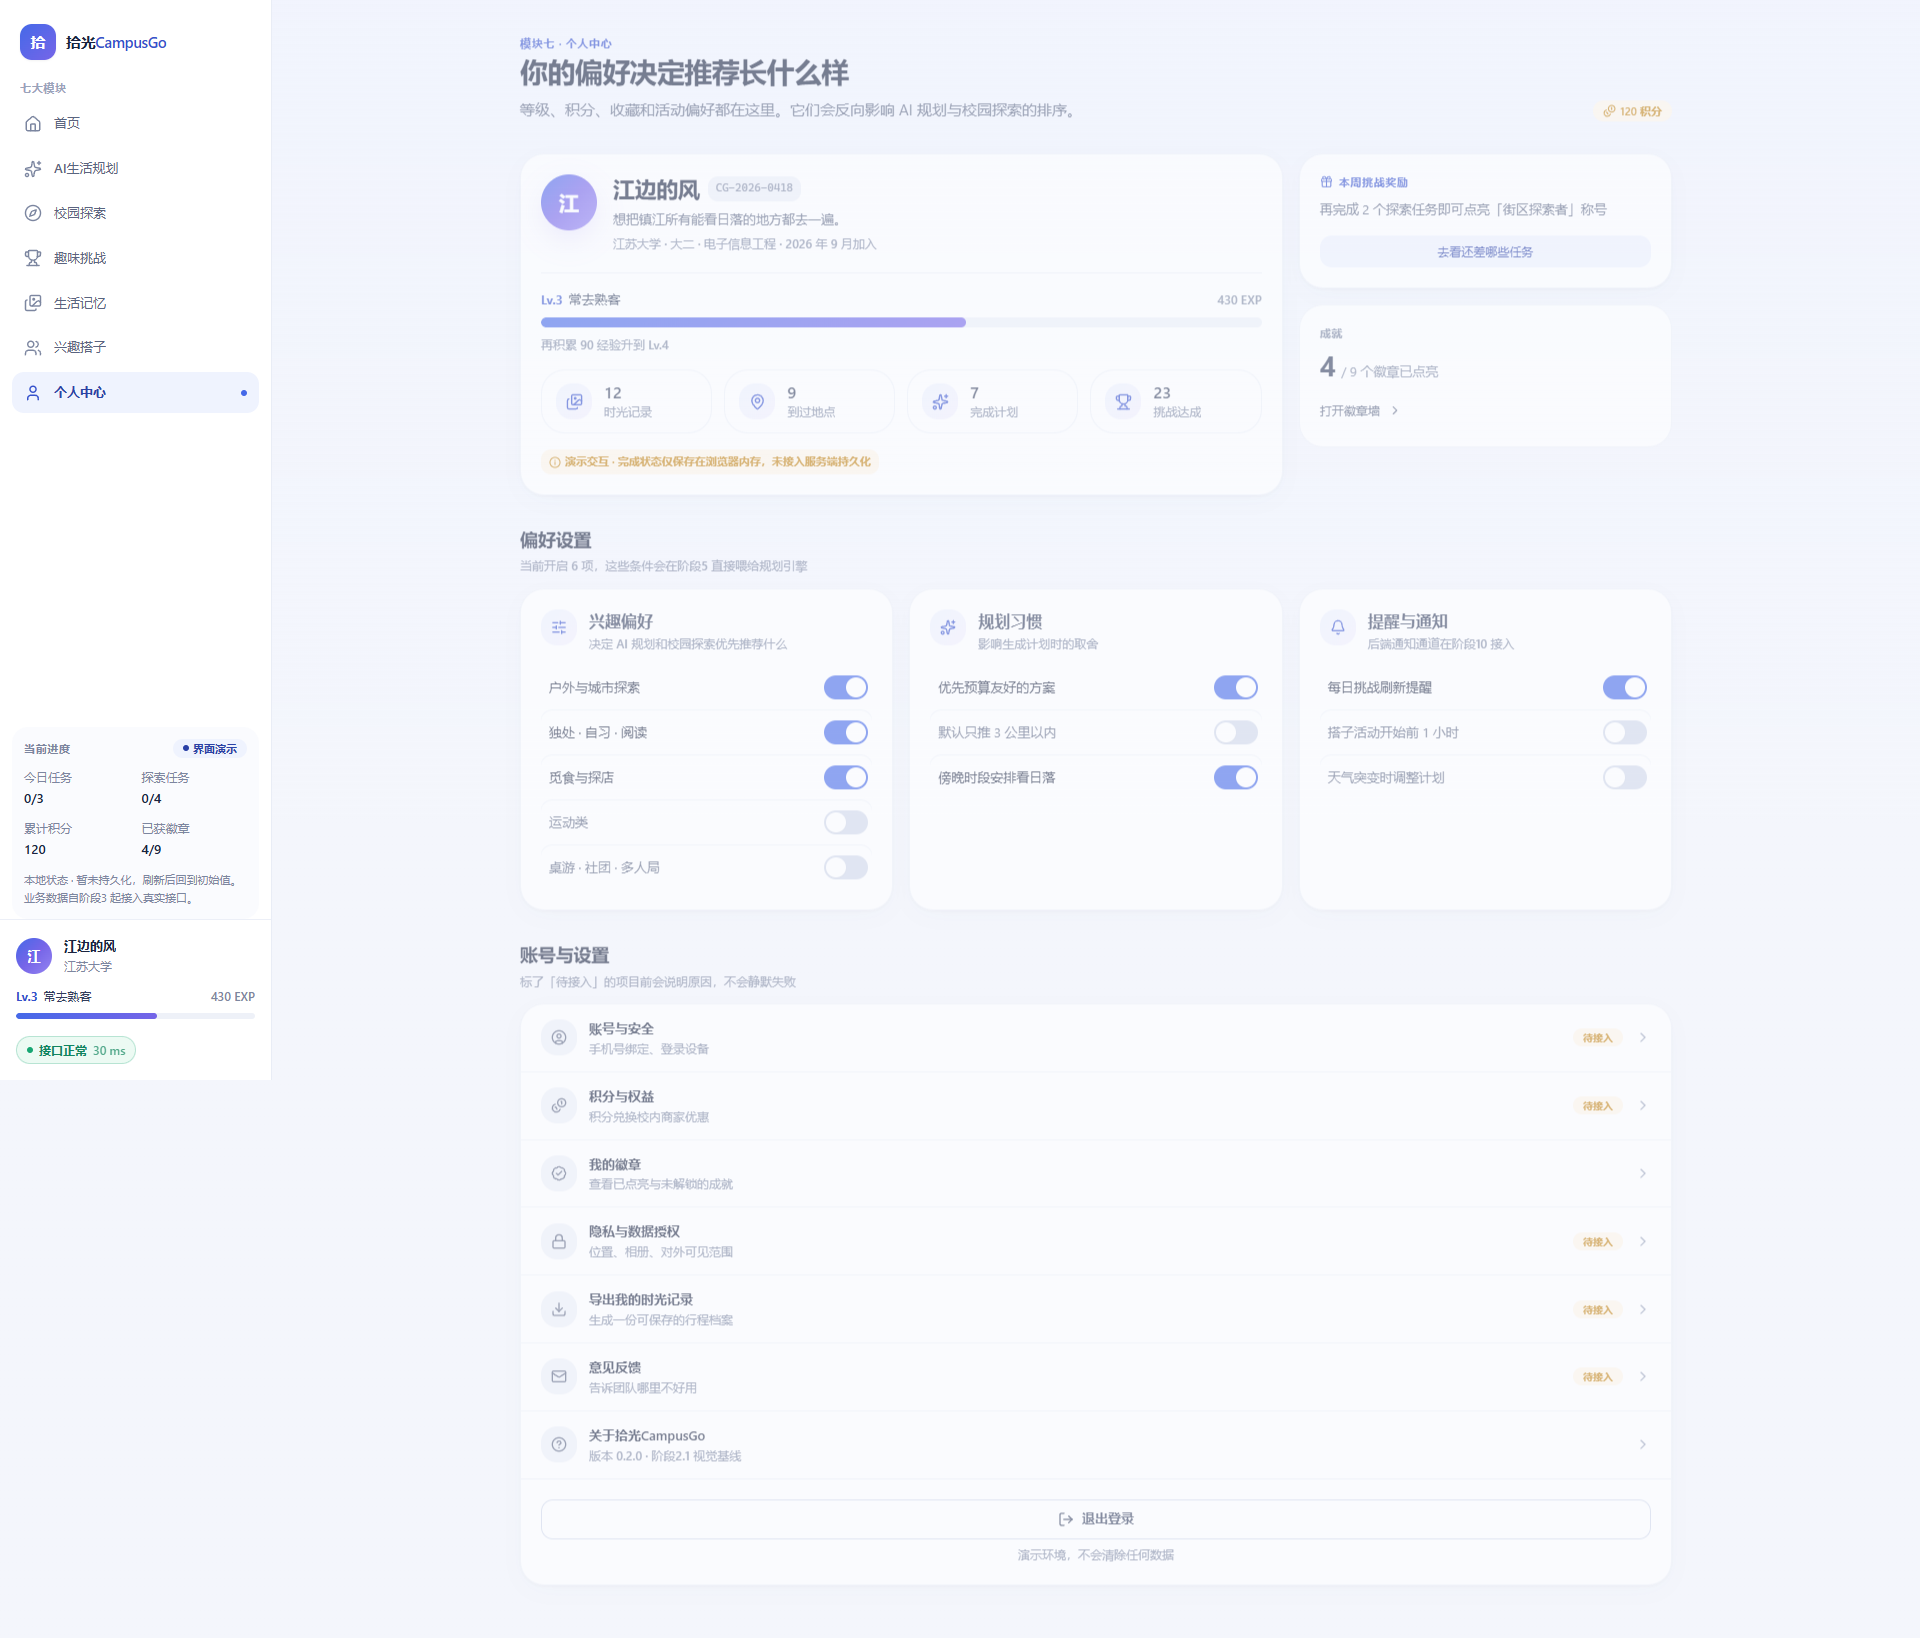 拾
拾光CampusGo
七大模块
首页
AI生活规划
校园探索
趣味挑战
生活记忆
兴趣搭子
个人中心
当前进度
界面演示
今日任务
探索任务
0/3
0/4
累计积分
已获徽章
120
4/9
本地状态 · 暂未持久化，刷新后回到初始值。
业务数据自阶段3 起接入真实接口。
江
江边的风
江苏大学
Lv.3 常去熟客
430 EXP
接口正常 30 ms
模块七 · 个人中心
你的偏好决定推荐长什么样
等级、积分、收藏和活动偏好都在这里。它们会反向影响 AI 规划与校园探索的排序。
120 积分
江
江边的风
CG-2026-0418
想把镇江所有能看日落的地方都去一遍。
江苏大学 · 大二 · 电子信息工程 · 2026 年 9 月加入
Lv.3 常去熟客
430 EXP
再积累 90 经验升到 Lv.4
12
时光记录
9
到过地点
7
完成计划
23
挑战达成
演示交互 · 完成状态仅保存在浏览器内存，未接入服务端持久化
本周挑战奖励
再完成 2 个探索任务即可点亮「街区探索者」称号
去看还差哪些任务
成就
4 / 9 个徽章已点亮
打开徽章墙
偏好设置
当前开启 6 项，这些条件会在阶段5 直接喂给规划引擎
兴趣偏好
决定 AI 规划和校园探索优先推荐什么
户外与城市探索
独处 · 自习 · 阅读
觅食与探店
运动类
桌游 · 社团 · 多人局
规划习惯
影响生成计划时的取舍
优先预算友好的方案
默认只推 3 公里以内
傍晚时段安排看日落
提醒与通知
后端通知通道在阶段10 接入
每日挑战刷新提醒
搭子活动开始前 1 小时
天气突变时调整计划
账号与设置
标了「待接入」的项目前会说明原因，不会静默失败
账号与安全
手机号绑定、登录设备
待接入
积分与权益
积分兑换校内商家优惠
待接入
我的徽章
查看已点亮与未解锁的成就
隐私与数据授权
位置、相册、对外可见范围
待接入
导出我的时光记录
生成一份可保存的行程档案
待接入
意见反馈
告诉团队哪里不好用
待接入
关于拾光CampusGo
版本 0.2.0 · 阶段2.1 视觉基线
退出登录
演示环境，不会清除任何数据